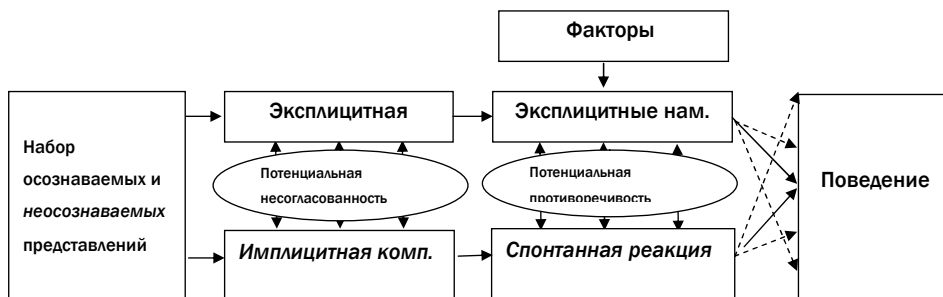 Факторы
Эксплицитная
Эксплицитные нам.
Набор
осознаваемых и
неосознаваемых
представлений
Потенциальная
несогласованность
Потенциальная
противоречивость
Поведение
Имплицитная комп.
Спонтанная реакция